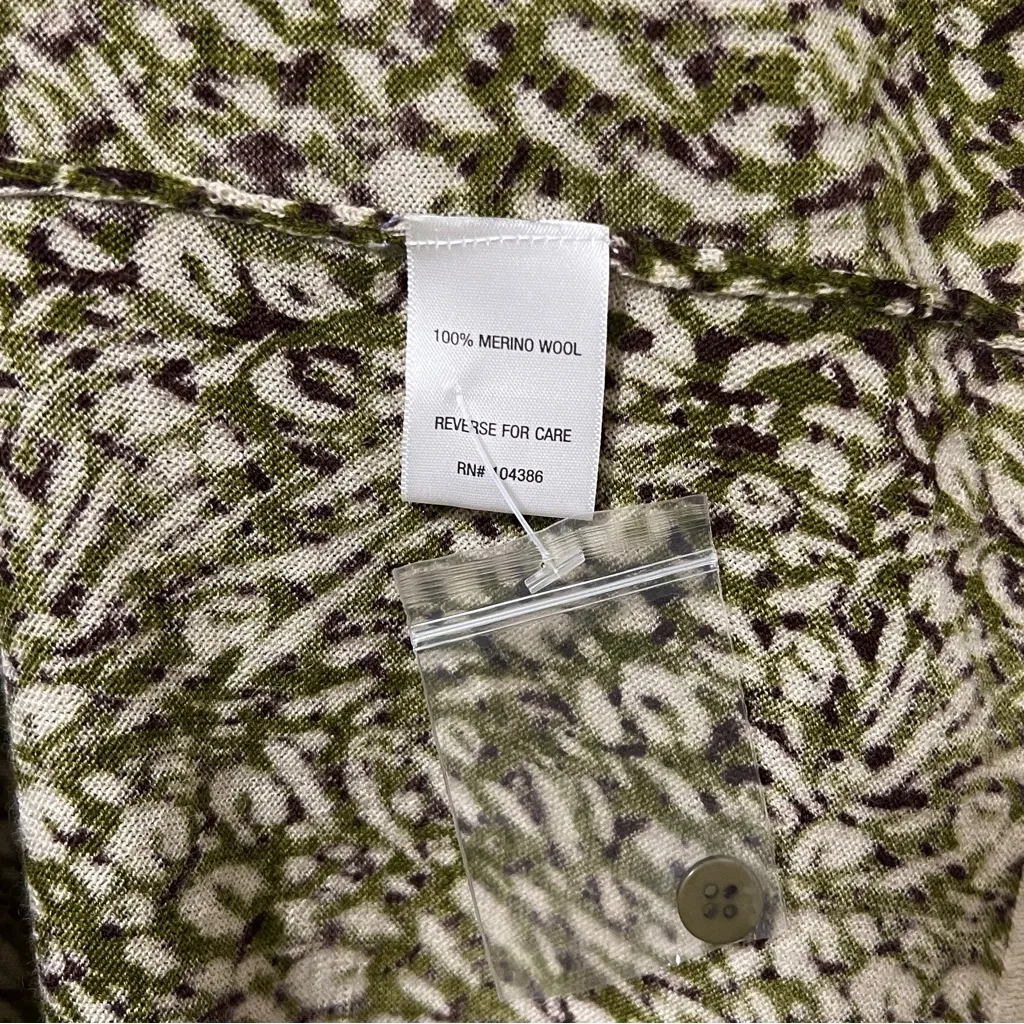 100% MERINO WOOL
REVERSE FOR CARE
RN# 104386